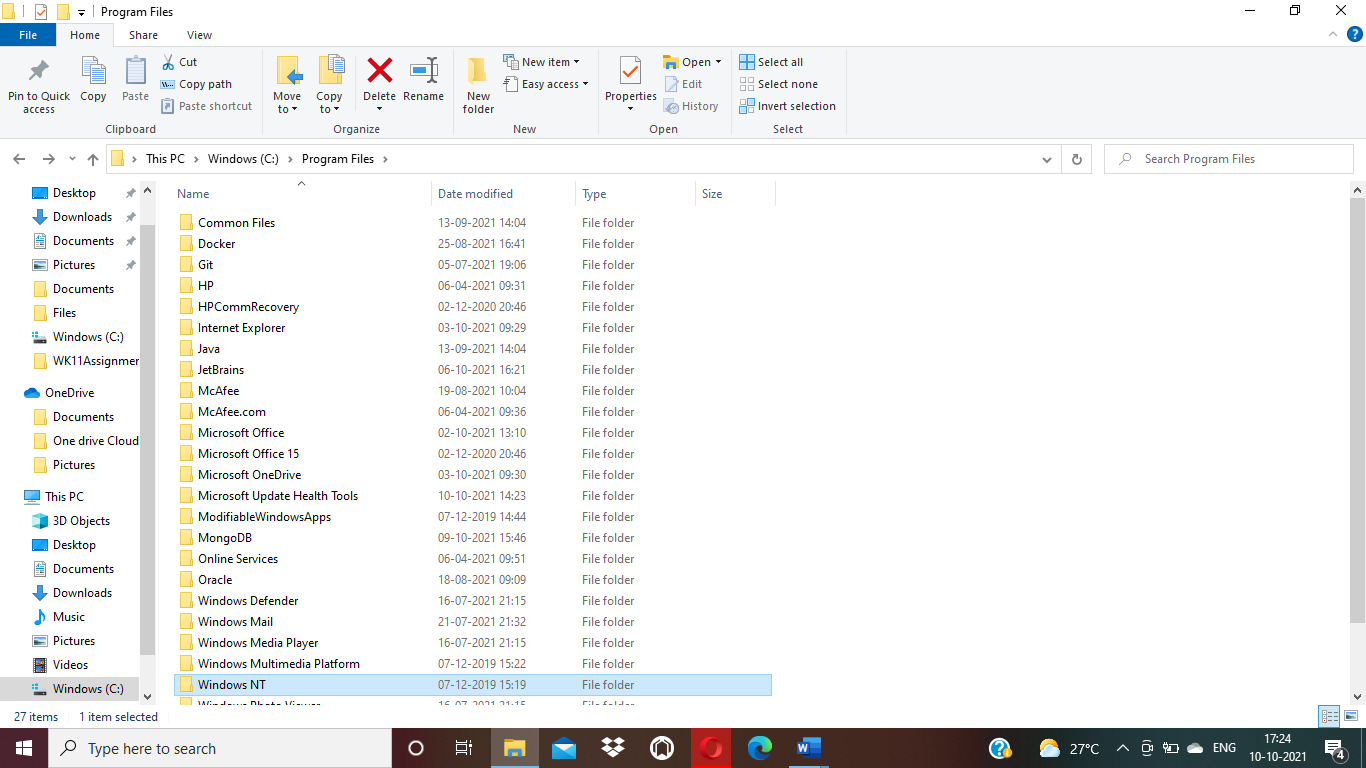 Program Files
File Home Share View
Pin to Quick access
Copy
Paste
Cut
Copy path
Paste shortcut
Clipboard
Move to
Copy to
Delete
Rename
Organize
New folder
New item
Easy access
New
Properties
Open
Edit
History
Open
Select all
Select none
Invert selection
Select
This PC > Windows (C:) > Program Files >
Search Program Files
Desktop
Downloads
Documents
Pictures
Documents
Files
Windows (C:)
WK11Assignmer
OneDrive
Documents
One drive Cloud
Pictures
This PC
3D Objects
Desktop
Documents
Downloads
Music
Pictures
Videos
Windows (C:)
Name Date modified Type Size
Common Files 13-09-2021 14:04 File folder
Docker 25-08-2021 16:41 File folder
Git 05-07-2021 19:06 File folder
HP 06-04-2021 09:31 File folder
HPCommRecovery 02-12-2020 20:46 File folder
Internet Explorer 03-10-2021 09:29 File folder
Java 13-09-2021 14:04 File folder
JetBrains 06-10-2021 16:21 File folder
McAfee 19-08-2021 10:04 File folder
McAfee.com 06-04-2021 09:36 File folder
Microsoft Office 02-10-2021 13:10 File folder
Microsoft Office 15 02-12-2020 20:46 File folder
Microsoft OneDrive 03-10-2021 09:30 File folder
Microsoft Update Health Tools 10-10-2021 14:23 File folder
ModifiableWindowsApps 07-12-2019 14:44 File folder
MongoDB 09-10-2021 15:46 File folder
Online Services 06-04-2021 09:51 File folder
Oracle 18-08-2021 09:09 File folder
Windows Defender 16-07-2021 21:15 File folder
Windows Mail 21-07-2021 21:32 File folder
Windows Media Player 16-07-2021 21:15 File folder
Windows Multimedia Platform 07-12-2019 15:22 File folder
Windows NT 07-12-2019 15:19 File folder
Windows Photo Viewer 16-07-2021 21:15 File folder
27 items 1 item selected
Type here to search
27°C
ENG
17:24
10-10-2021
4